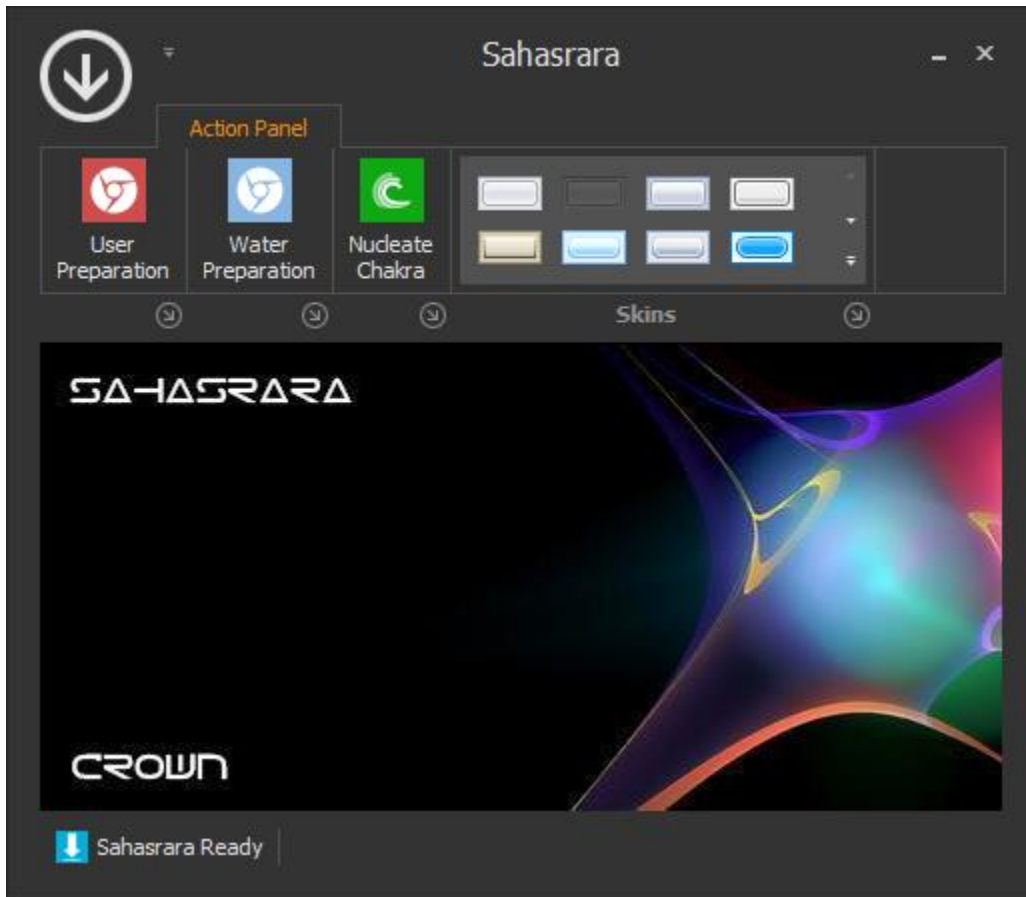 Sahasrara
Action Panel
User
Preparation
Water
Preparation
Nucleate
Chakra
Skins
SAHASRARA
CROWN
Sahasrara Ready